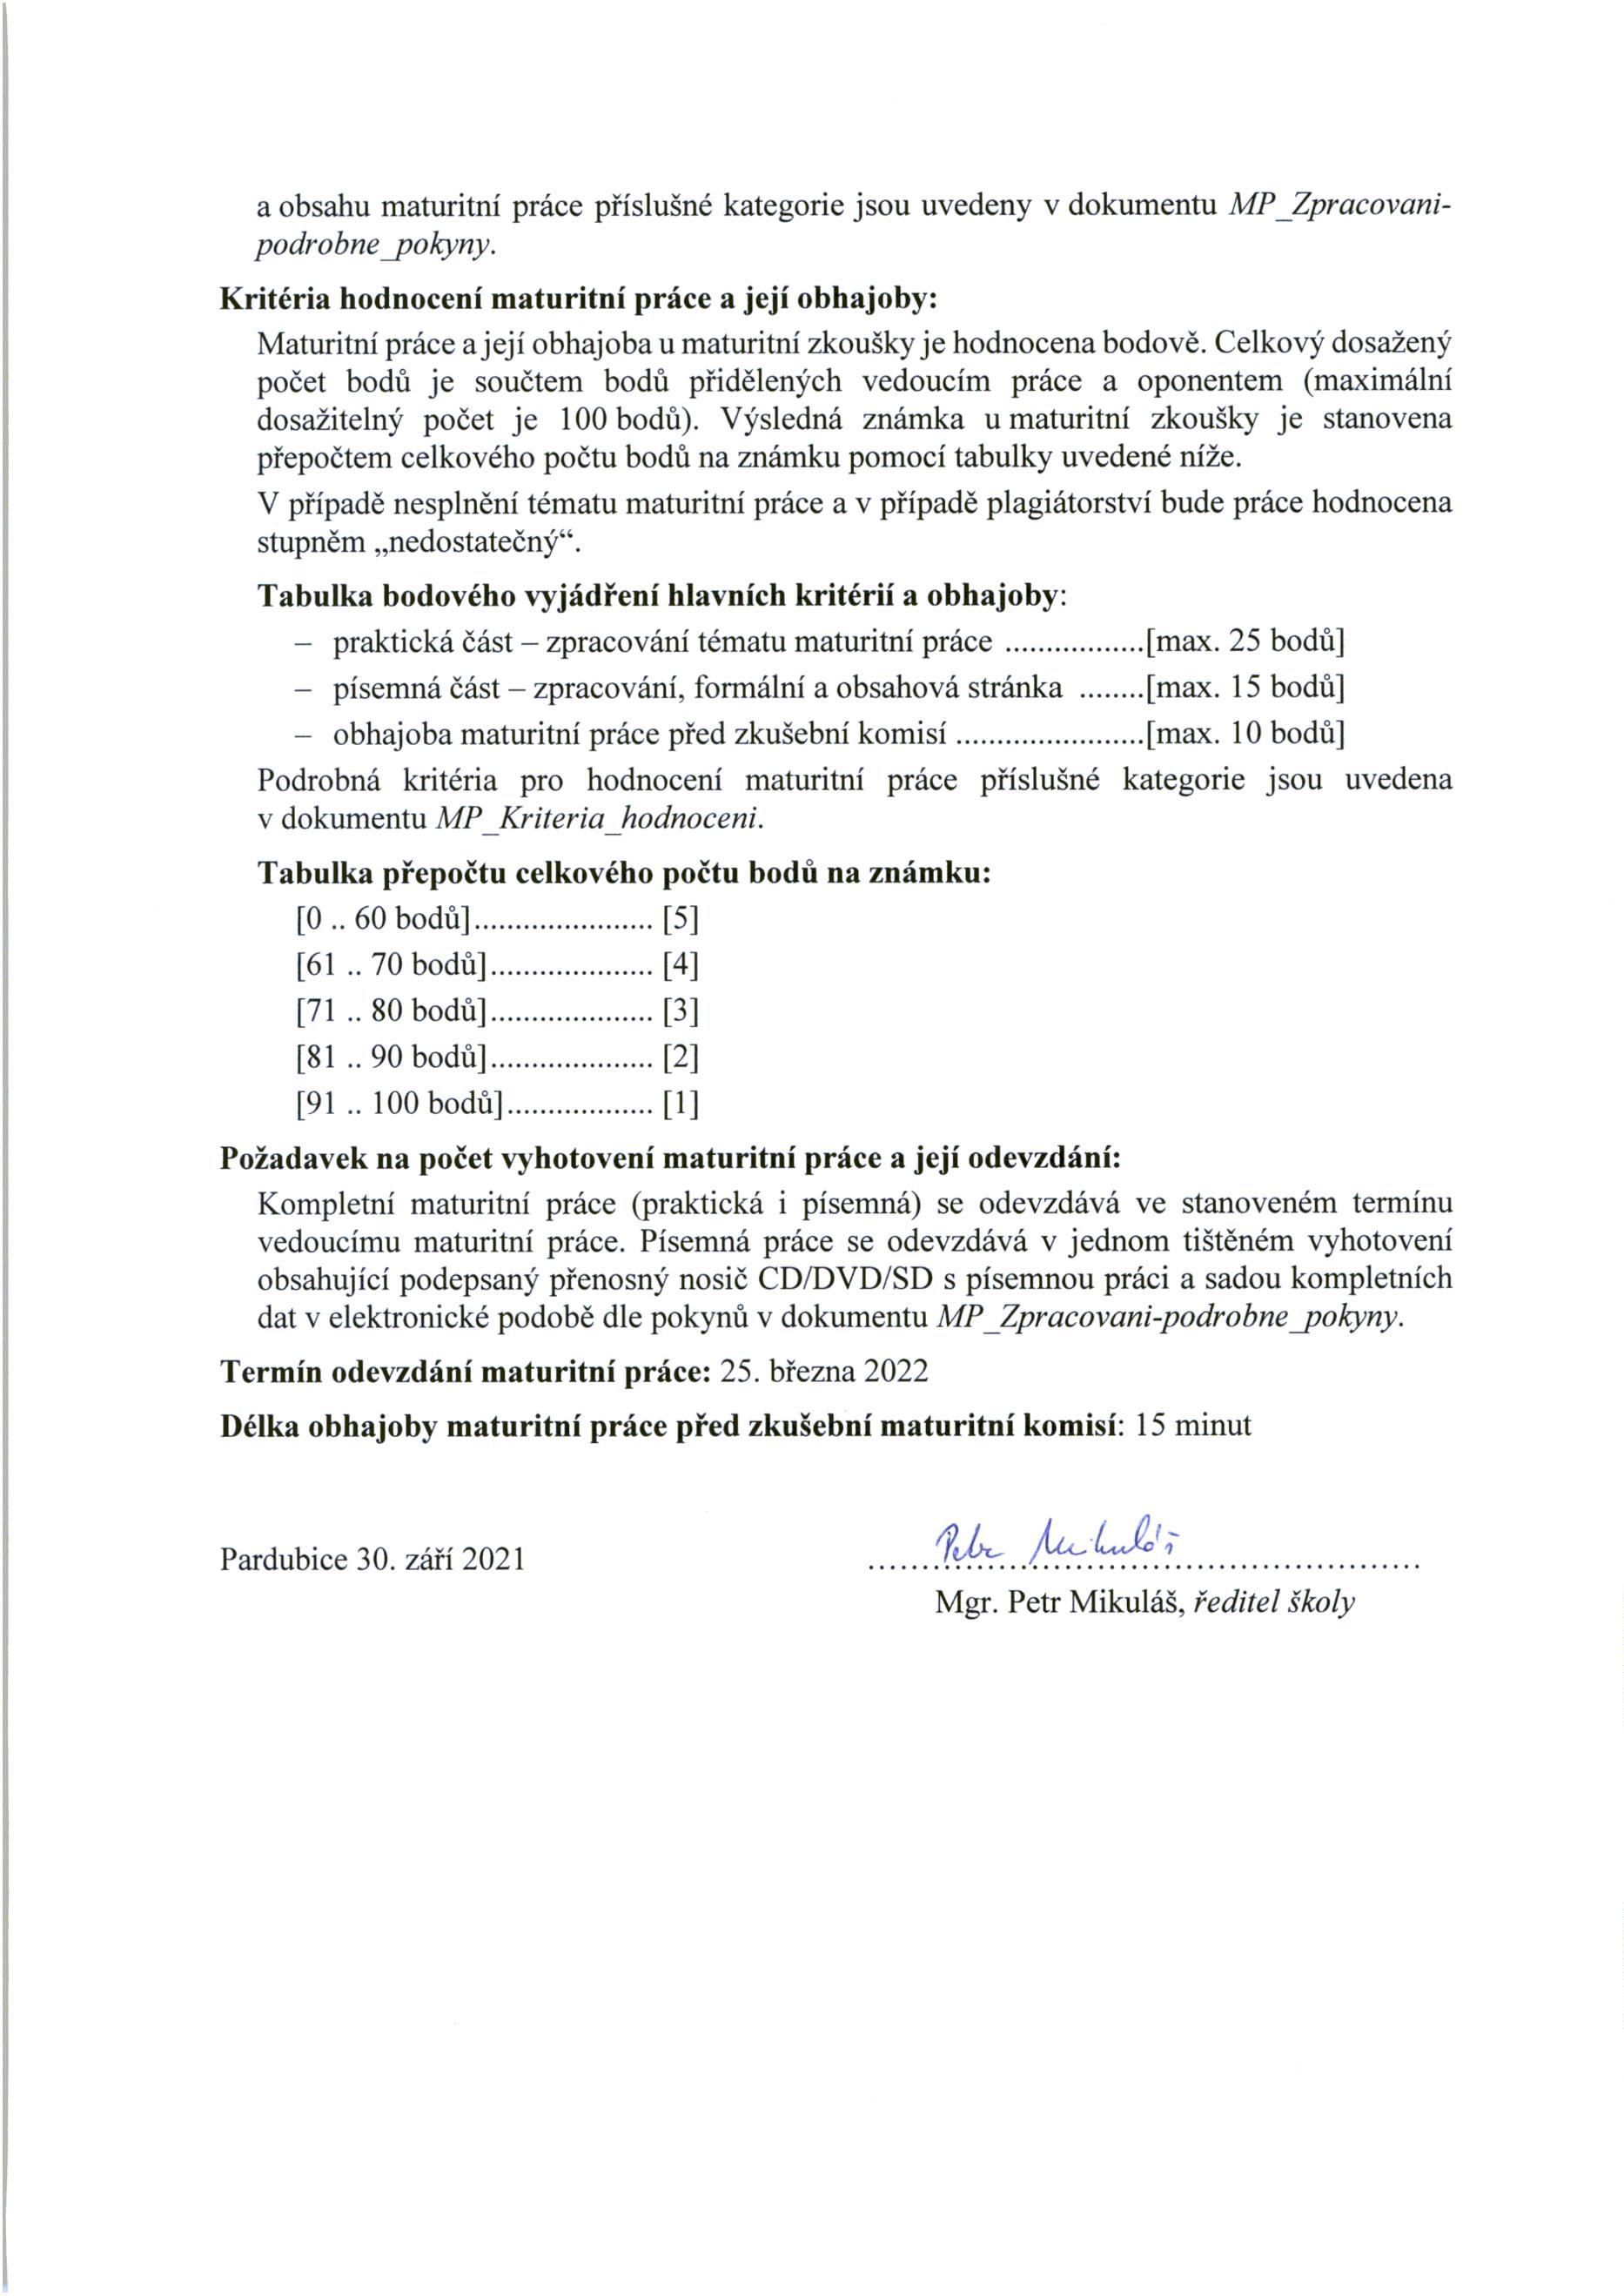 a obsahu maturitní práce příslušné kategorie jsou uvedeny v dokumentu MP_Zpracovani-
podrobne_pokyny.
Kritéria hodnocení maturitní práce a její obhajoby:
Maturitní práce a její obhajoba u maturitní zkoušky je hodnocena bodově. Celkový dosažený
počet bodů je součtem bodů přidělených vedoucím práce a oponentem (maximální
dosažitelný počet je 100 bodů). Výsledná známka u maturitní zkoušky je stanovena
přepočtem celkového počtu bodů na známku pomocí tabulky uvedené níže.
V případě nesplnění tématu maturitní práce a v případě plagiátorství bude práce hodnocena
stupněm „nedostatečný“.
Tabulka bodového vyjádření hlavních kritérií a obhajoby:
– praktická část – zpracování tématu maturitní práce .................[max. 25 bodů]
– písemná část – zpracování, formální a obsahová stránka ........[max. 15 bodů]
– obhajoba maturitní práce před zkušební komisí .......................[max. 10 bodů]
Podrobná kritéria pro hodnocení maturitní práce příslušné kategorie jsou uvedena
v dokumentu MP_Kriteria_hodnoceni.
Tabulka přepočtu celkového počtu bodů na známku:
[0 .. 60 bodů]...................... [5]
[61 .. 70 bodů].................... [4]
[71 .. 80 bodů].................... [3]
[81 .. 90 bodů].................... [2]
[91 .. 100 bodů].................. [1]
Požadavek na počet vyhotovení maturitní práce a její odevzdání:
Kompletní maturitní práce (praktická i písemná) se odevzdává ve stanoveném termínu
vedoucímu maturitní práce. Písemná práce se odevzdává v jednom tištěném vyhotovení
obsahující podepsaný přenosný nosič CD/DVD/SD s písemnou práci a sadou kompletních
dat v elektronické podobě dle pokynů v dokumentu MP_Zpracovani-podrobne_pokyny.
Termín odevzdání maturitní práce: 25. března 2022
Délka obhajoby maturitní práce před zkušební maturitní komisí: 15 minut
Petr Mikuláš
Pardubice 30. září 2021 ..................................................
Mgr. Petr Mikuláš, ředitel školy